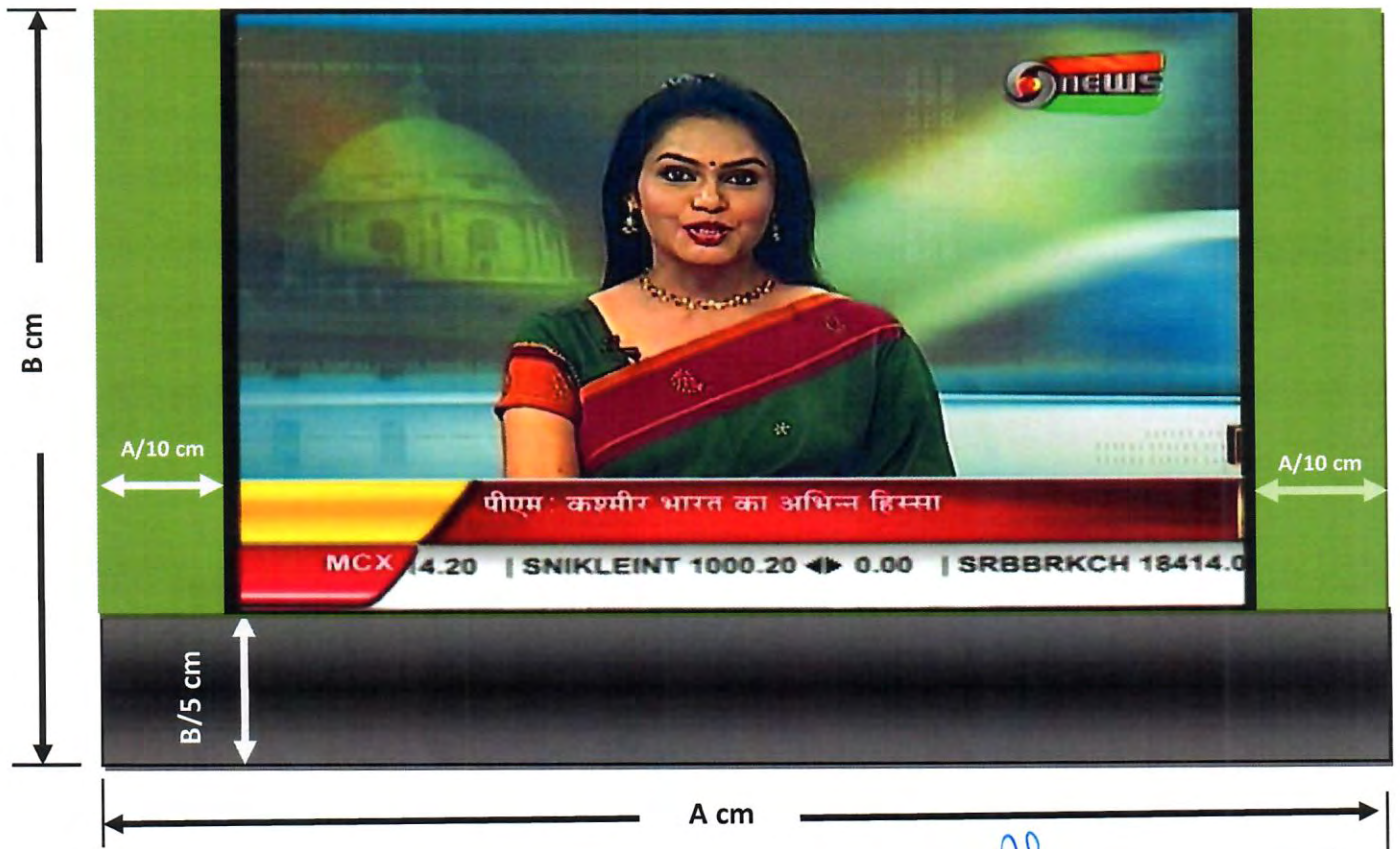 B cm
NEWS
A/10 cm
A/10 cm
पीएम : कश्मीर भारत का अभिन्न हिस्सा
MCX 14.20 | SNIKLEINT 1000.20 ◀▶ 0.00 | SRBBRKCH 18414.0
B/5 cm
A cm